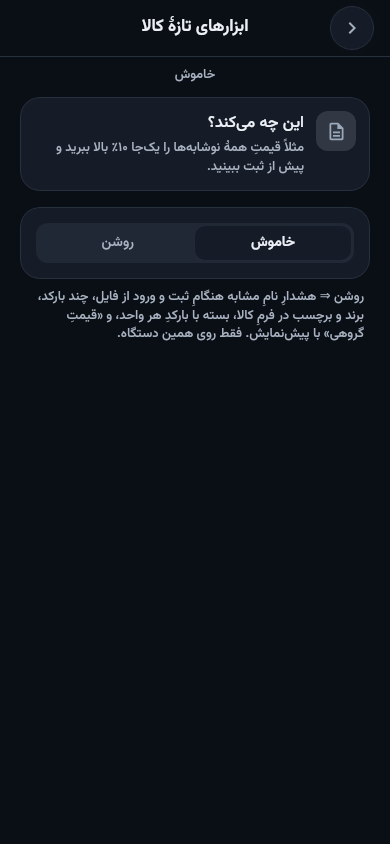 ابزارهای تازهٔ کالا
خاموش
این چه می‌کند؟
مثلاً قیمتِ همهٔ نوشابه‌ها را یک‌جا ۱۰٪ بالا ببرید و
پیش از ثبت ببینید.
خاموش
روشن
روشن ⇒ هشدارِ نامِ مشابه هنگامِ ثبت و ورود از فایل، چند بارکد،
برند و برچسب در فرمِ کالا، بسته با بارکدِ هر واحد، و «قیمتِ
گروهی» با پیش‌نمایش. فقط روی همین دستگاه.